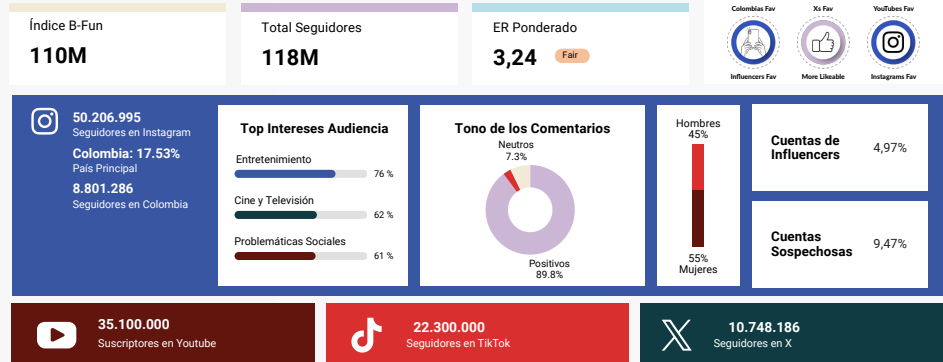 Índice B-Fun
110M
Total Seguidores
118M
ER Ponderado
3,24 Fair
Colombias Fav
Influencers Fav
Xs Fav
More Likeable
YouTubes Fav
Instagrams Fav
50.206.995
Seguidores en Instagram
Colombia: 17.53%
País Principal
8.801.286
Seguidores en Colombia
Top Intereses Audiencia
Entretenimiento
76 %
Cine y Televisión
62 %
Problemáticas Sociales
61 %
Tono de los Comentarios
Neutros
7.3%
Positivos
89.8%
Hombres
45%
55%
Mujeres
Cuentas de
Influencers
4,97%
Cuentas
Sospechosas
9,47%
35.100.000
Suscriptores en Youtube
22.300.000
Seguidores en TikTok
10.748.186
Seguidores en X